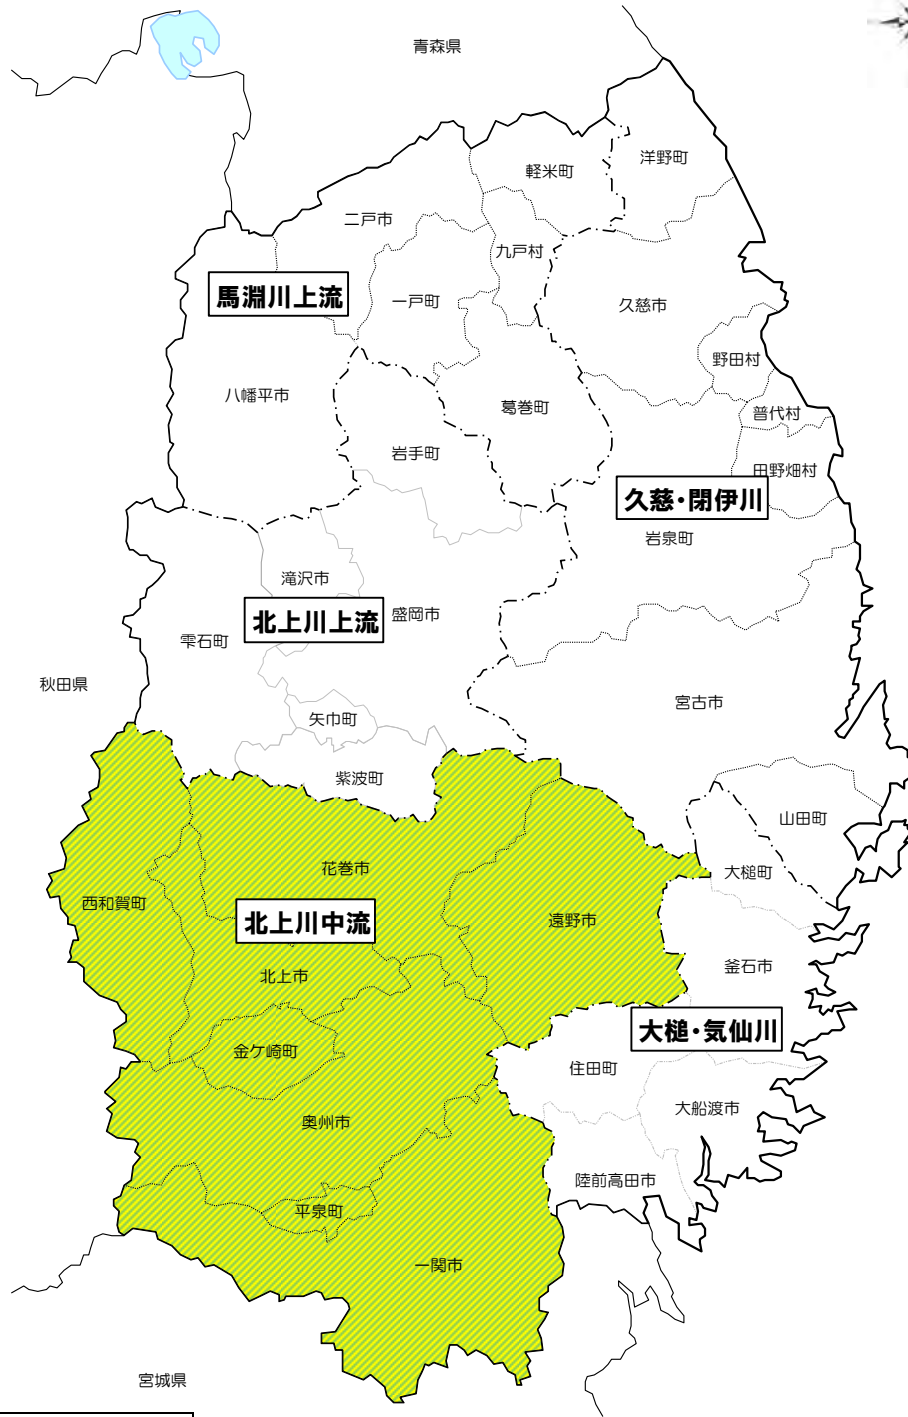 青森県
洋野町
軽米町
二戸市
九戸村
馬淵川上流
一戸町
久慈市
野田村
八幡平市
葛巻町
普代村
岩手町
田野畑村
久慈・閉伊川
岩泉町
滝沢市
北上川上流
盛岡市
雫石町
秋田県
宮古市
矢巾町
紫波町
山田町
花巻市
大槌町
西和賀町
北上川中流
遠野市
釜石市
北上市
大槌・気仙川
金ケ崎町
住田町
大船渡市
奥州市
陸前高田市
平泉町
一関市
宮城県